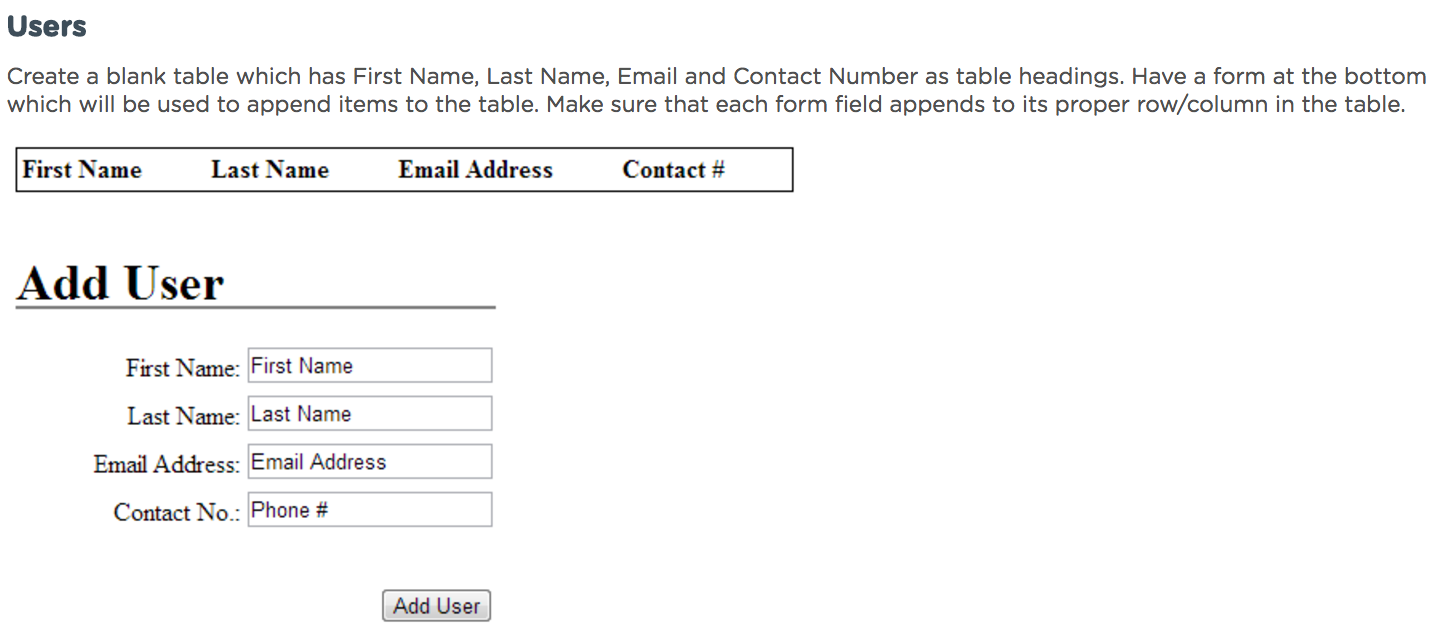 Users
Create a blank table which has First Name, Last Name, Email and Contact Number as table headings. Have a form at the bottom
which will be used to append items to the table. Make sure that each form field appends to its proper row/column in the table.
First Name Last Name Email Address Contact #
Add User
First Name: First Name
Last Name: Last Name
Email Address: Email Address
Contact No.: Phone #
Add User